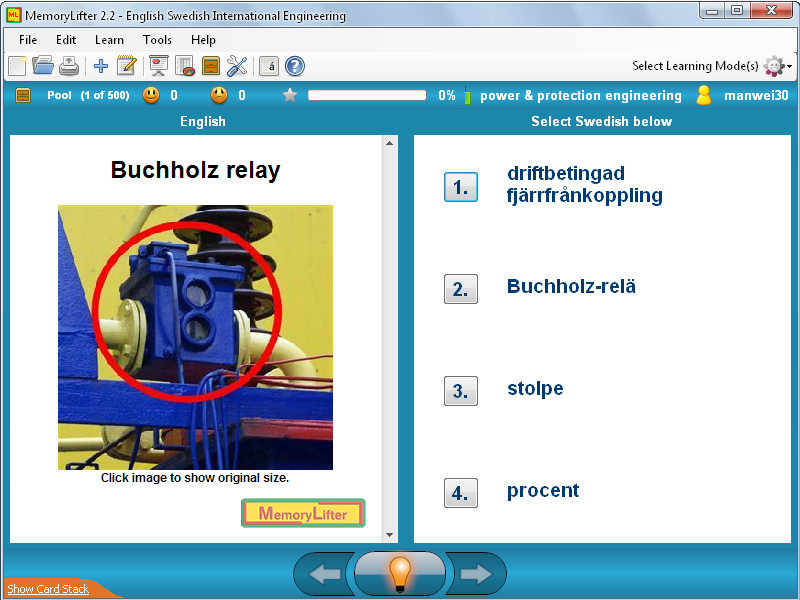 MemoryLifter 2.2 - English Swedish International Engineering
File Edit Learn Tools Help
á ? Select Learning Mode(s)
Pool (1 of 500) 0 0 0% power & protection engineering manwei30
English
Select Swedish below
Buchholz relay
Click image to show original size.
MemoryLifter
1. driftbetingad
fjärrfrånkoppling
2. Buchholz-relä
3. stolpe
4. procent
Show Card Stack